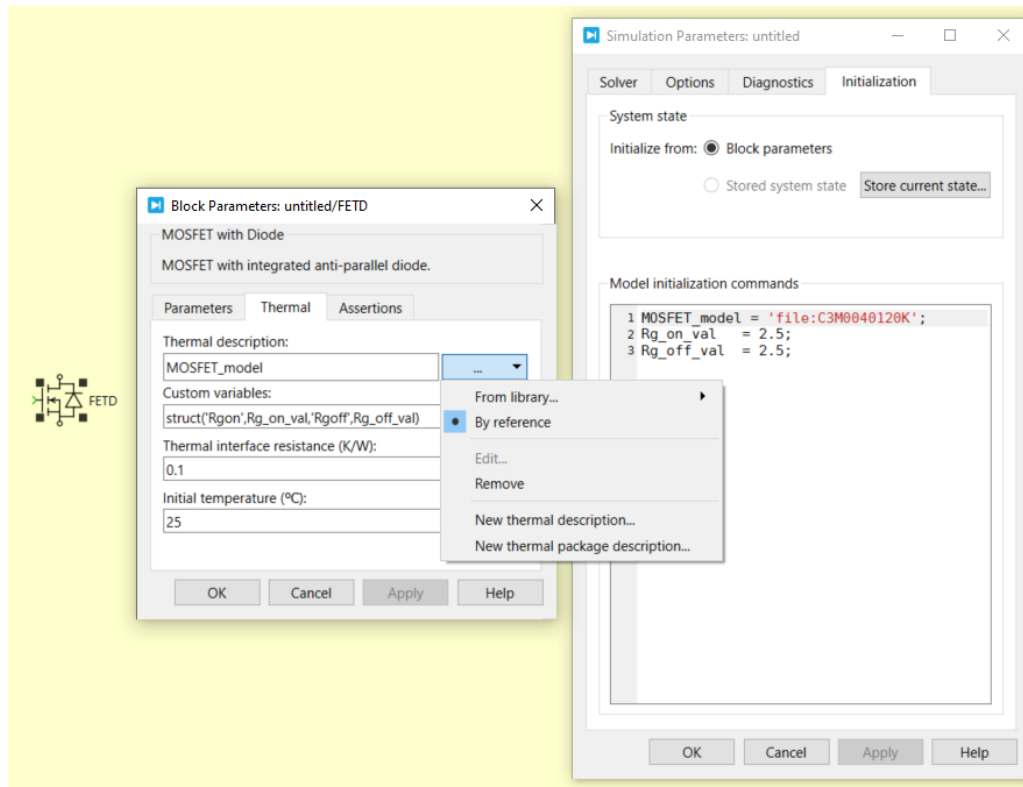 FETD
Block Parameters: untitled/FETD
MOSFET with Diode
MOSFET with integrated anti-parallel diode.
Parameters Thermal Assertions
Thermal description:
MOSFET_model ...
Custom variables:
struct('Rgon',Rg_on_val,'Rgoff',Rg_off_val)
Thermal interface resistance (K/W):
0.1
Initial temperature (ºC):
25
OK Cancel Apply Help
From library...
By reference
Edit...
Remove
New thermal description...
New thermal package description...
Simulation Parameters: untitled
Solver Options Diagnostics Initialization
System state
Initialize from: Block parameters
Stored system state Store current state...
Model initialization commands
1 MOSFET_model = 'file:C3M0040120K';
2 Rg_on_val = 2.5;
3 Rg_off_val = 2.5;
OK Cancel Apply Help